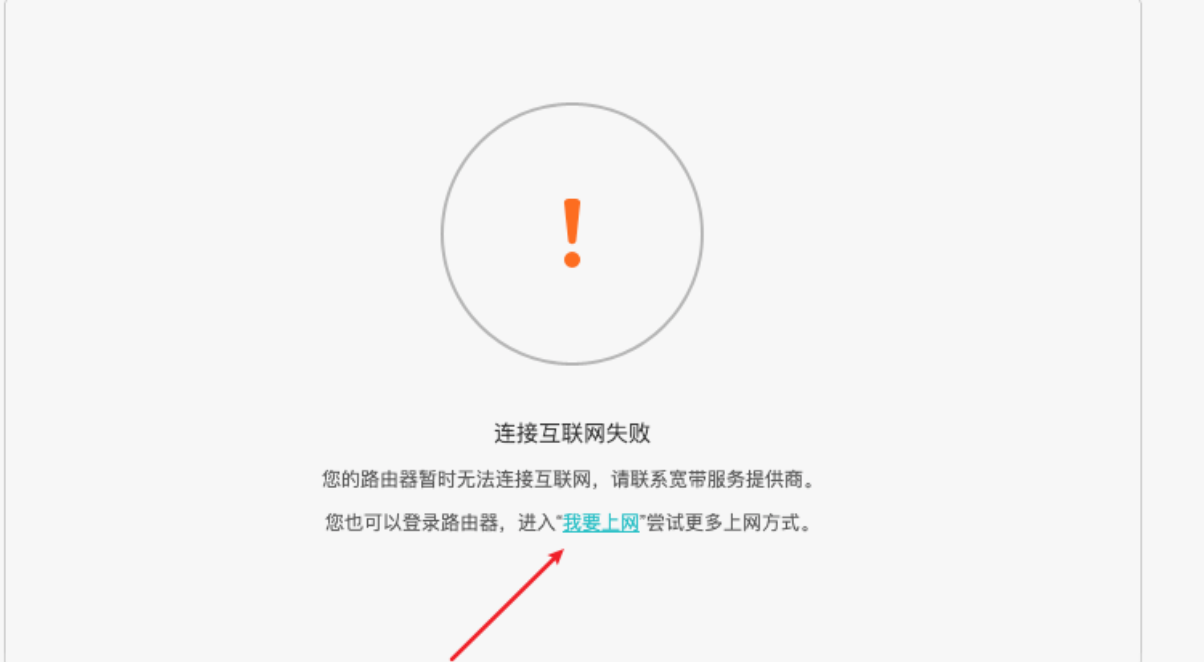 连接互联网失败
您的路由器暂时无法连接互联网，请联系宽带服务提供商。
您也可以登录路由器，进入“我要上网”尝试更多上网方式。